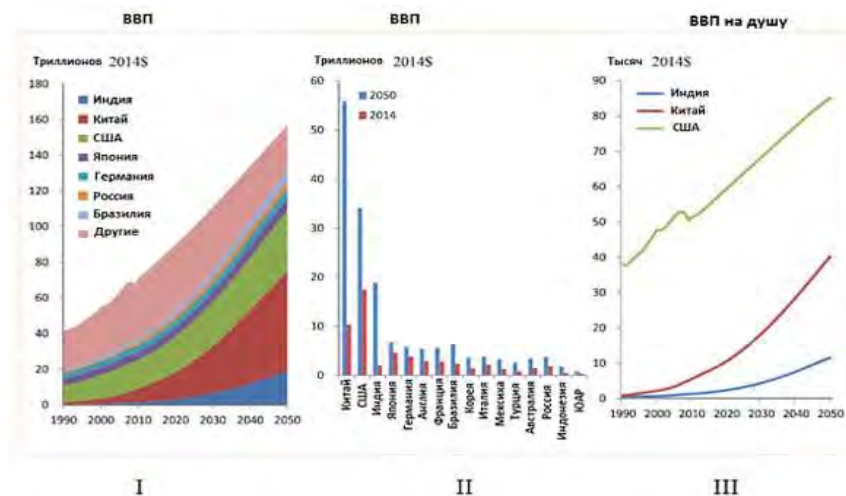 ВВП
Триллионов 2014$
180
160
140
120
100
80
60
40
20
0
Индия
Китай
США
Япония
Германия
Россия
Бразилия
Другие
1990 2000 2010 2020 2030 2040 2050
I
ВВП
Триллионов 2014$
60
50
40
30
20
10
0
2050
2014
Китай
США
Индия
Япония
Германия
Англия
Франция
Бразилия
Корея
Италия
Мексика
Турция
Австралия
Россия
Индонезия
ЮАР
II
ВВП на душу
Тысяч 2014$
90
80
70
60
50
40
30
20
10
0
Индия
Китай
США
1990 2000 2010 2020 2030 2040 2050
III